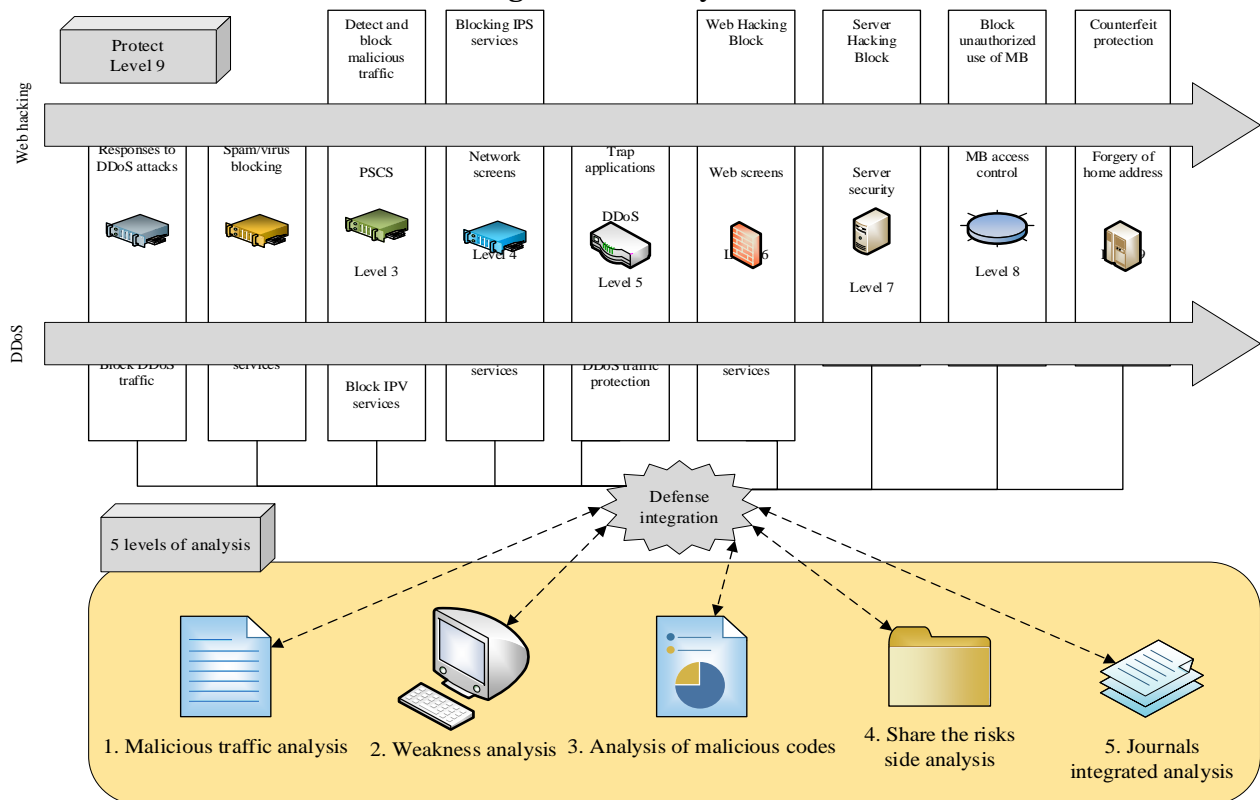 Protect
Level 9
Web hacking
DDoS
Detect and
block
malicious
traffic
Blocking IPS
services
Web Hacking
Block
Server
Hacking
Block
Block
unauthorized
use of MB
Counterfeit
protection
Responses to
DDoS attacks
Spam/virus
blocking
PSCS
Network
screens
Trap
applications
Web screens
Server
security
MB access
control
Forgery of
home address
DDoS
Level 3
Level 4
Level 5
Level 7
Level 8
Block DDoS
traffic
services
Block IPV
services
services
DDoS traffic
protection
services
Defense
integration
5 levels of analysis
1. Malicious traffic analysis
2. Weakness analysis
3. Analysis of malicious codes
4. Share the risks
side analysis
5. Journals
integrated analysis